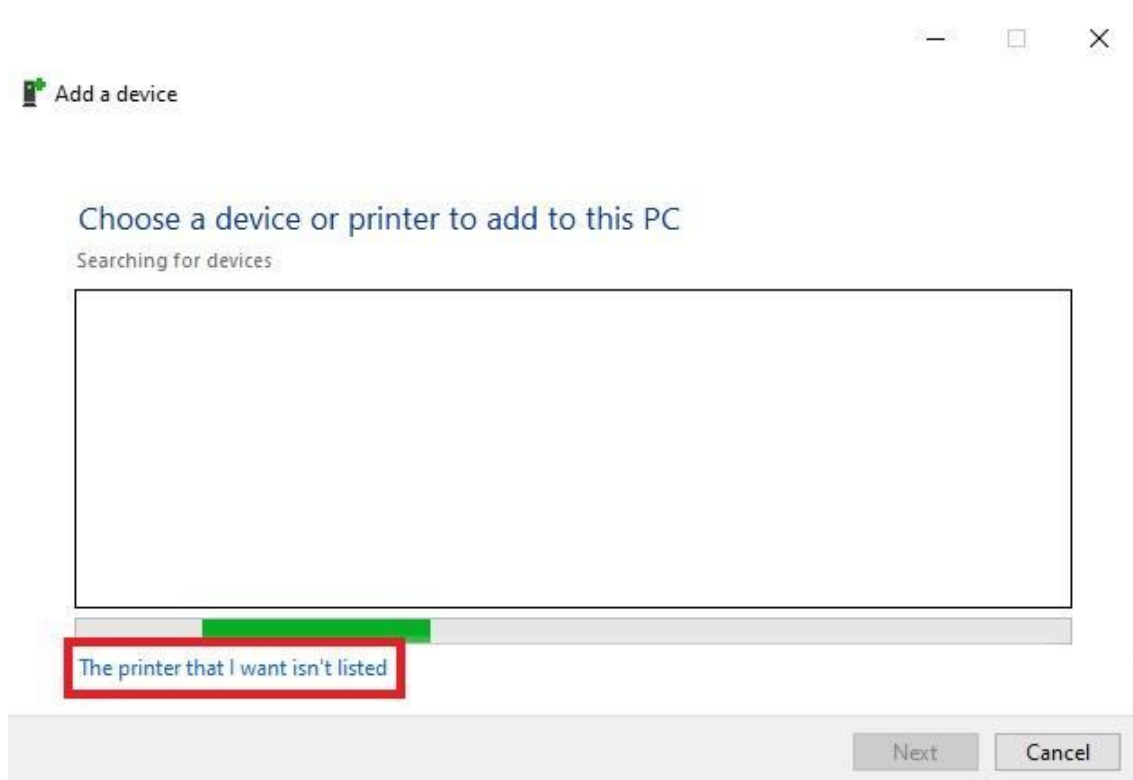 Add a device
Choose a device or printer to add to this PC
Searching for devices
The printer that I want isn't listed
Next
Cancel